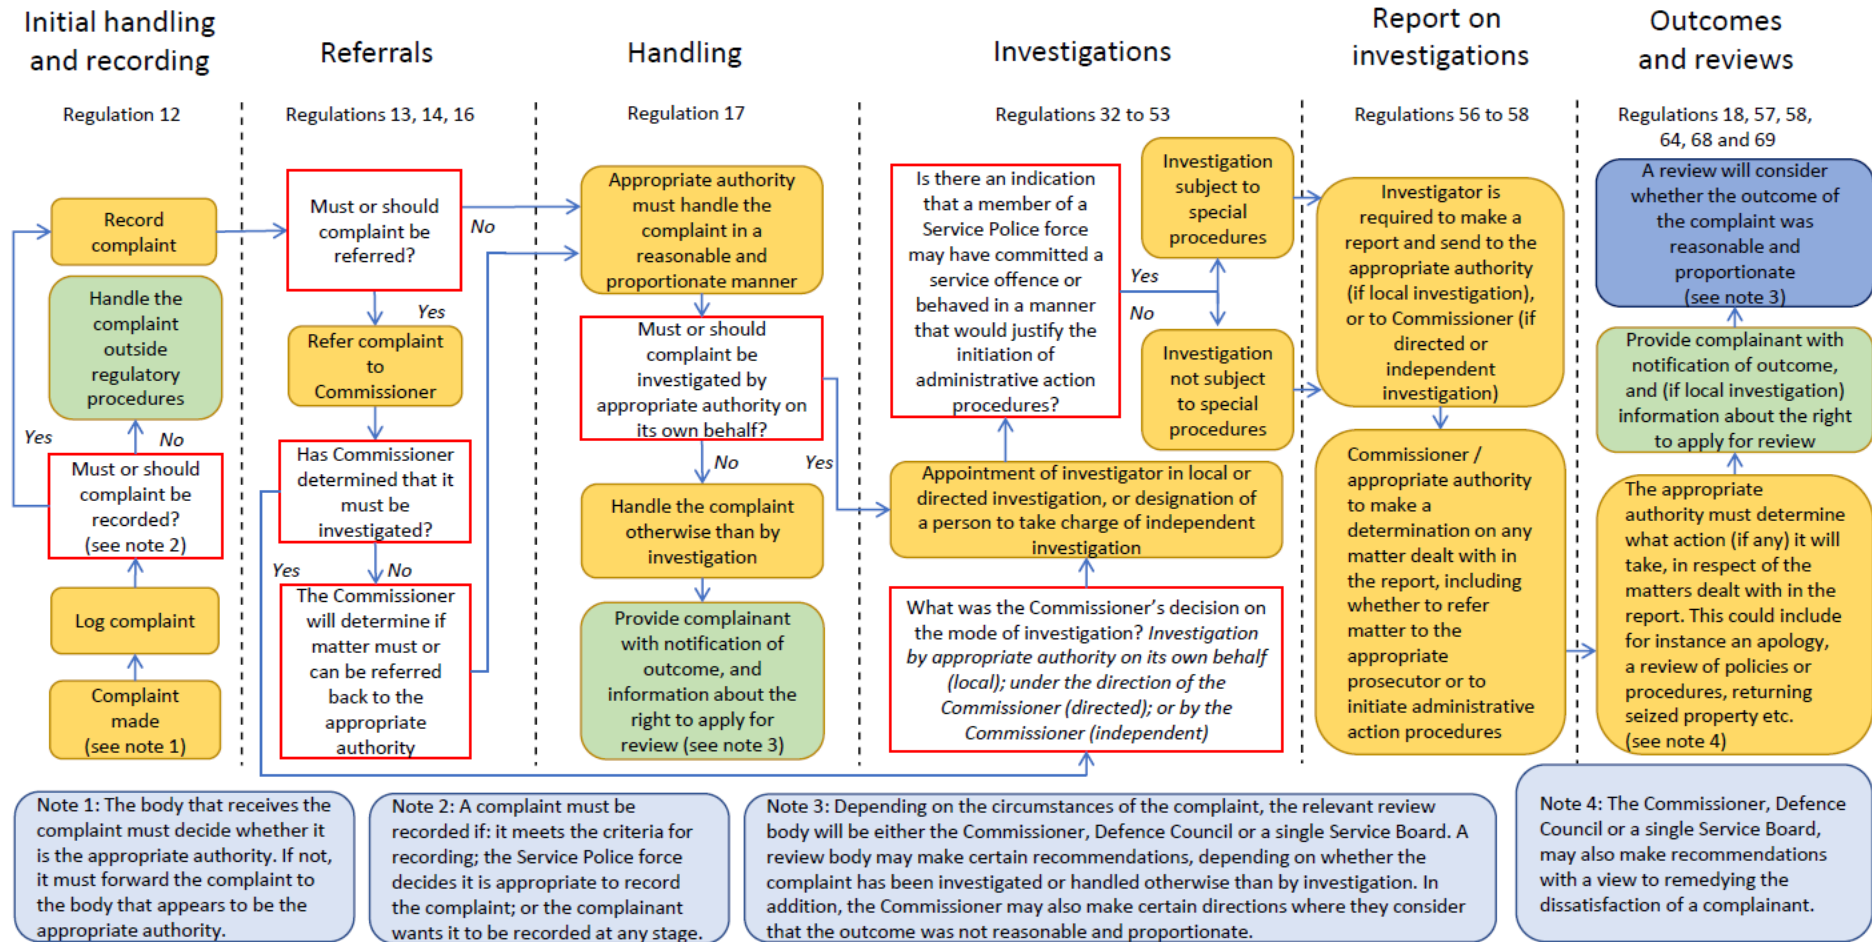 Initial handling
and recording
Regulation 12
Record
complaint
Handle the
complaint
outside
regulatory
procedures
Yes
No
Must or should
complaint be
recorded?
(see note 2)
Log complaint
Complaint
made
(see note 1)
Referrals
Regulations 13, 14, 16
Must or should
complaint be
referred?
No
Yes
Refer complaint
to
Commissioner
Has Commissioner
determined that it
must be
investigated?
Yes
No
The Commissioner
will determine if
matter must or
can be referred
back to the
appropriate
authority
Handling
Regulation 17
Appropriate authority
must handle the
complaint in a
reasonable and
proportionate manner
Must or should
complaint be
investigated by
appropriate authority on
its own behalf?
No
Yes
Handle the complaint
otherwise than by
investigation
Provide complainant
with notification of
outcome, and
information about the
right to apply for
review (see note 3)
Investigations
Regulations 32 to 53
Is there an indication
that a member of a
Service Police force
may have committed a
service offence or
behaved in a manner
that would justify the
initiation of
administrative action
procedures?
Yes
No
Investigation
subject to
special
procedures
Investigation
not subject
to special
procedures
Appointment of investigator in local or
directed investigation, or designation of
a person to take charge of independent
investigation
What was the Commissioner’s decision on
the mode of investigation? Investigation
by appropriate authority on its own behalf
(local); under the direction of the
Commissioner (directed); or by the
Commissioner (independent)
Report on
investigations
Regulations 56 to 58
Investigator is
required to make a
report and send to the
appropriate authority
(if local investigation),
or to Commissioner (if
directed or
independent
investigation)
Commissioner /
appropriate authority
to make a
determination on any
matter dealt with in
the report, including
whether to refer
matter to the
appropriate
prosecutor or to
initiate administrative
action procedures
Outcomes
and reviews
Regulations 18, 57, 58,
64, 68 and 69
A review will consider
whether the outcome of
the complaint was
reasonable and
proportionate
(see note 3)
Provide complainant with
notification of outcome,
and (if local investigation)
information about the right
to apply for review
The appropriate
authority must determine
what action (if any) it will
take, in respect of the
matters dealt with in the
report. This could include
for instance an apology,
a review of policies or
procedures, returning
seized property etc.
(see note 4)
Note 1: The body that receives the
complaint must decide whether it
is the appropriate authority. If not,
it must forward the complaint to
the body that appears to be the
appropriate authority.
Note 2: A complaint must be
recorded if: it meets the criteria for
recording; the Service Police force
decides it is appropriate to record
the complaint; or the complainant
wants it to be recorded at any stage.
Note 3: Depending on the circumstances of the complaint, the relevant review
body will be either the Commissioner, Defence Council or a single Service Board. A
review body may make certain recommendations, depending on whether the
complaint has been investigated or handled otherwise than by investigation. In
addition, the Commissioner may also make certain directions where they consider
that the outcome was not reasonable and proportionate.
Note 4: The Commissioner, Defence
Council or a single Service Board,
may also make recommendations
with a view to remedying the
dissatisfaction of a complainant.